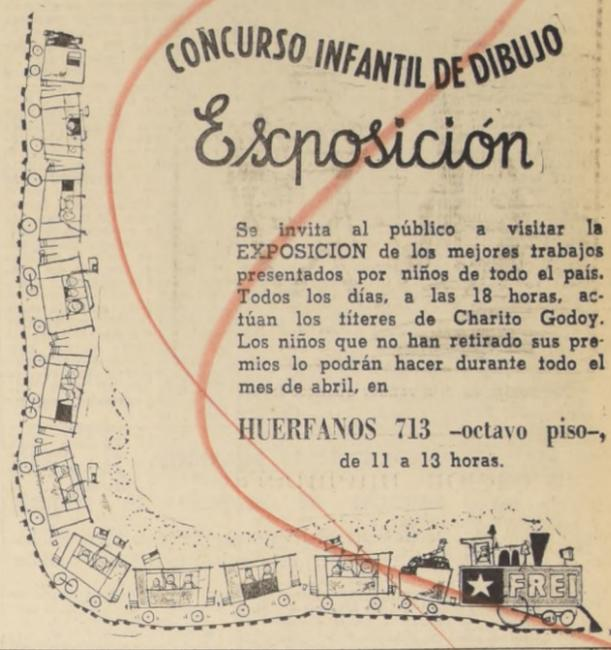 CONCURSO INFANTIL DE DIBUJO
Exposición
Se invita al público a visitar la
EXPOSICION de los mejores trabajos
presentados por niños de todo el país.
Todos los días, a las 18 horas, ac-
túan los títeres de Charito Godoy.
Los niños que no han retirado sus pre-
mios lo podrán hacer durante todo el
mes de abril, en
HUERFANOS 713 –octavo piso–,
de 11 a 13 horas.
FREI